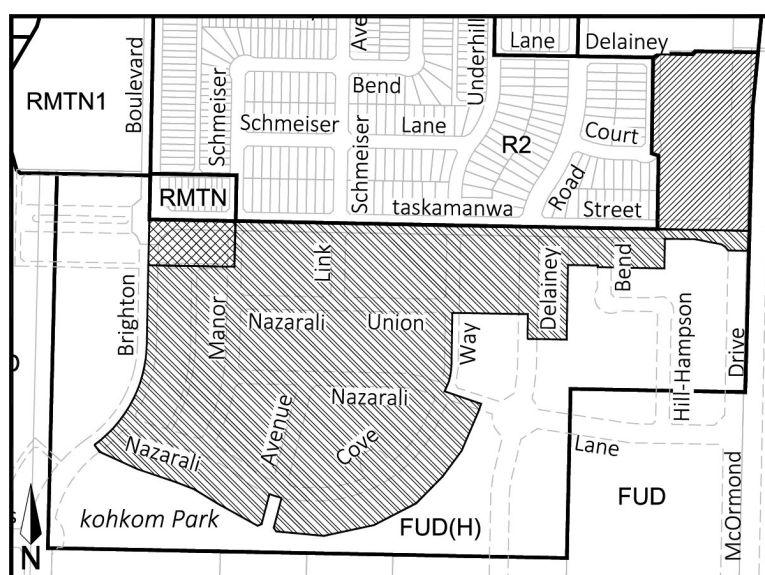 Ave
Underhill
Lane
Delainey
Boulevard
Schmeiser
Bend
RMTN1
Schmeiser
Lane
Schmeiser
R2
Court
Road
RMTN
taskamanwa
Street
Link
Delainey
Bend
Brighton
Manor
Nazarali
Union
Way
Hill-Hampson
Drive
Nazarali
Avenue
Cove
Nazarali
Lane
McOrmond
FUD
kohkom Park
FUD(H)
N